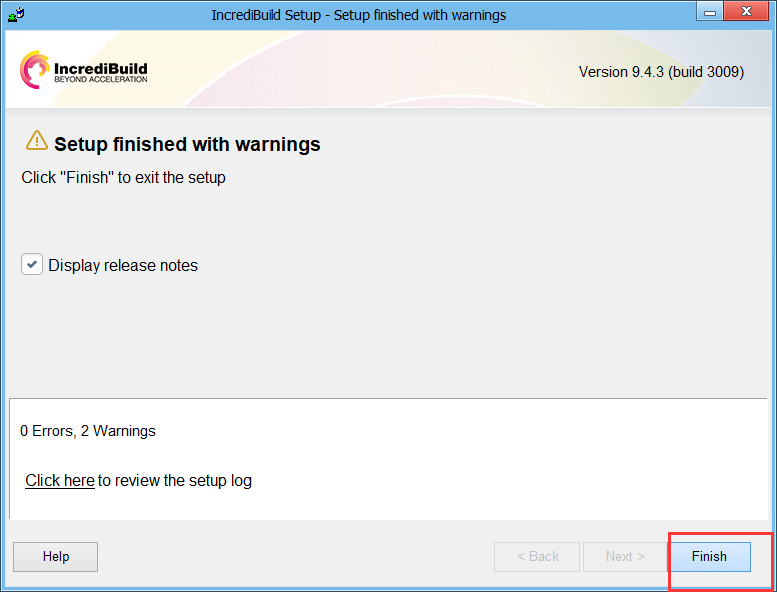 IncrediBuild Setup - Setup finished with warnings
IncrediBuild
BEYOND ACCELERATION
Version 9.4.3 (build 3009)
Setup finished with warnings
Click "Finish" to exit the setup
Display release notes
0 Errors, 2 Warnings
Click here to review the setup log
Help
< Back
Next >
Finish